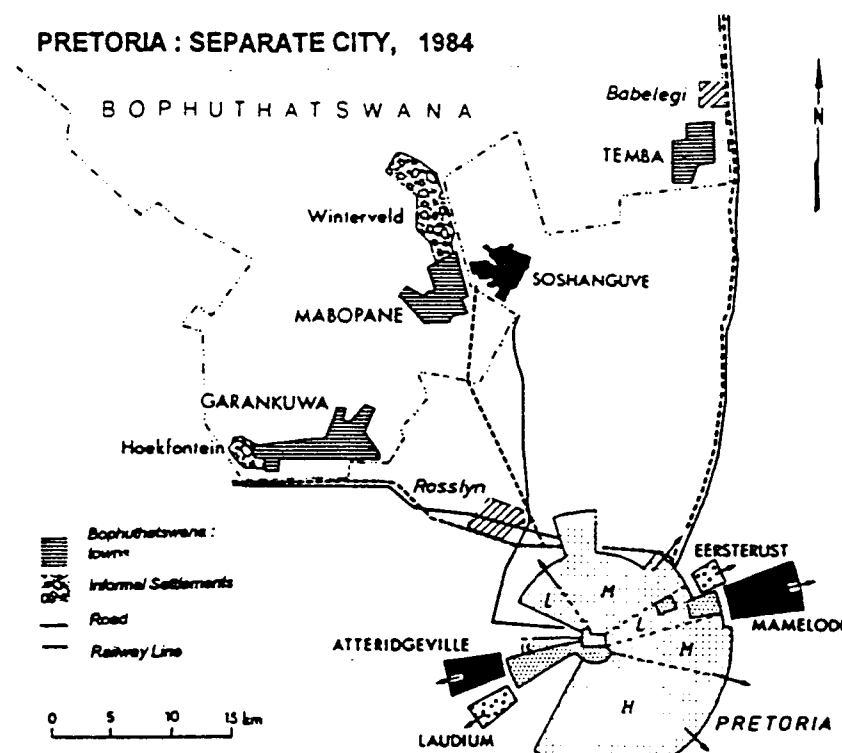 PRETORIA : SEPARATE CITY, 1984
BOPHUTHATSWANA
Babelegi
N
TEMBA
Winterveld
SOSHANGUVE
MABOPANE
GARANKUWA
Hoekfontein
Rosslyn
Bophuthatswana :
towns
Informal Settlements
Road
Railway Line
0 5 10 15 km
EERSTERUST
M
L
L
MAMELODI
ATTERIDGEVILLE
M
H
LAUDIUM
PRETORIA